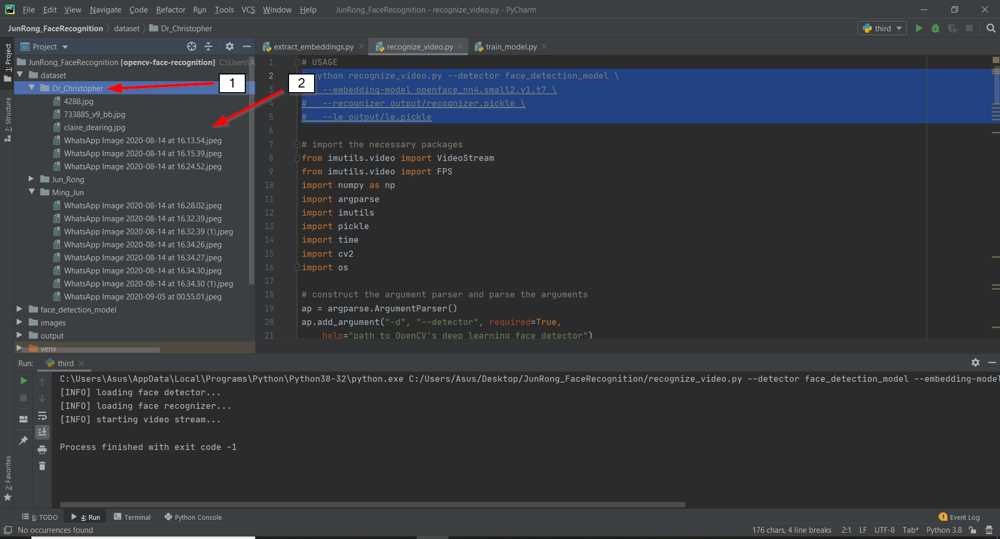 File Edit View Navigate Code Refactor Run Tools VCS Window Help JunRong_FaceRecognition - recognize_video.py - PyCharm
JunRong_FaceRecognition dataset Dr_Christopher third
1: Project
7: Structure
2: Favorites
Project
JunRong_FaceRecognition [opencv-face-recognition] C:\Users\A
dataset
Dr_Christopher
4288.jpg
733885_v9_bb.jpg
claire_dearing.jpg
WhatsApp Image 2020-08-14 at 16.13.54.jpeg
WhatsApp Image 2020-08-14 at 16.15.39.jpeg
WhatsApp Image 2020-08-14 at 16.24.52.jpeg
Jun_Rong
Ming_Jun
WhatsApp Image 2020-08-14 at 16.28.02.jpeg
WhatsApp Image 2020-08-14 at 16.32.39.jpeg
WhatsApp Image 2020-08-14 at 16.32.39 (1).jpeg
WhatsApp Image 2020-08-14 at 16.34.26.jpeg
WhatsApp Image 2020-08-14 at 16.34.27.jpeg
WhatsApp Image 2020-08-14 at 16.34.30.jpeg
WhatsApp Image 2020-08-14 at 16.34.30 (1).jpeg
WhatsApp Image 2020-09-05 at 00.55.01.jpeg
face_detection_model
images
output
venv
1
2
extract_embeddings.py recognize_video.py train_model.py
1 # USAGE
2 ython recognize_video.py --detector face_detection_model \
3 --embedding-model openface_nn4.small2.v1.t7 \
4 # --recognizer output/recognizer.pickle \
5 # --le output/le.pickle
6
7 # import the necessary packages
8 from imutils.video import VideoStream
9 from imutils.video import FPS
10 import numpy as np
11 import argparse
12 import imutils
13 import pickle
14 import time
15 import cv2
16 import os
17
18 # construct the argument parser and parse the arguments
19 ap = argparse.ArgumentParser()
20 ap.add_argument("-d", "--detector", required=True,
21 help="path to OpenCV's deep learning face detector")
Run: third
C:\Users\Asus\AppData\Local\Programs\Python\Python38-32\python.exe C:/Users/Asus/Desktop/JunRong_FaceRecognition/recognize_video.py --detector face_detection_model --embedding-model
[INFO] loading face detector...
[INFO] loading face recognizer...
[INFO] starting video stream...
Process finished with exit code -1
6: TODO 4: Run Terminal Python Console 1 Event Log
No occurrences found 176 chars, 4 line breaks 2:1 LF UTF-8 Tab* Python 3.8